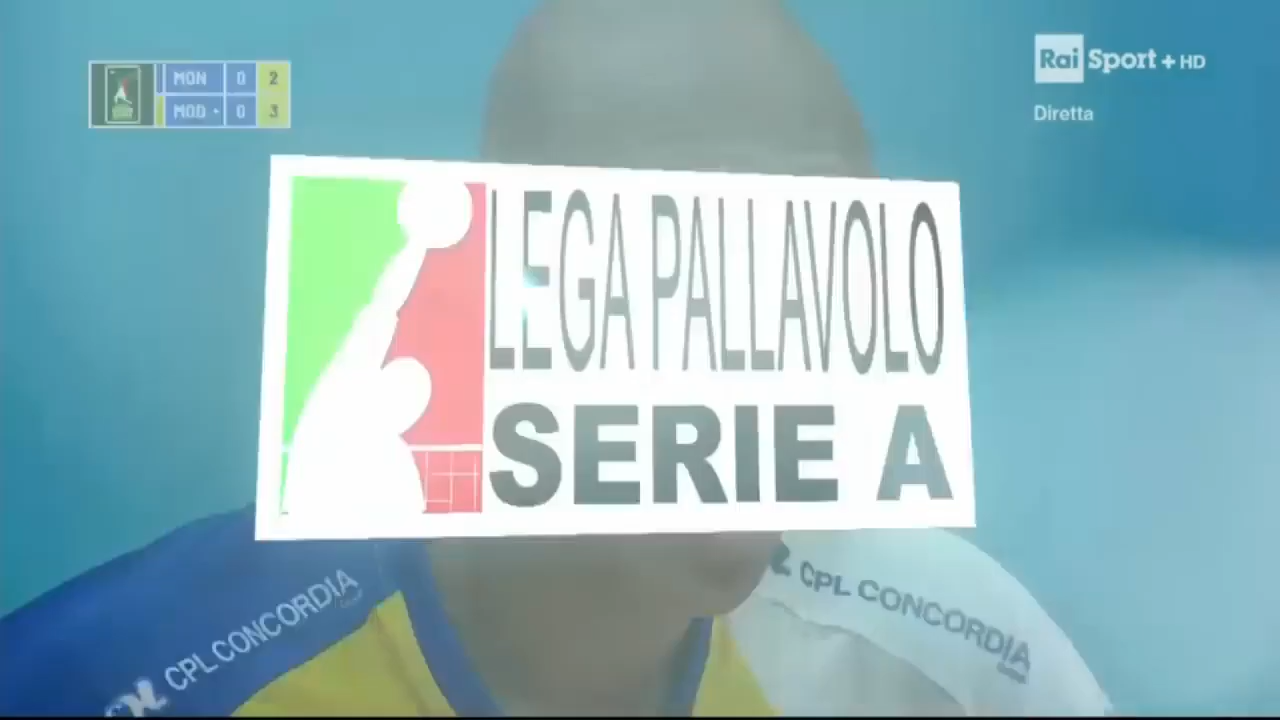 MON 0 2
MOD 0 3
Rai Sport + HD
Diretta
LEGA PALLAVOLO
SERIE A
CPL CONCORDIA
CPL CONCORDIA